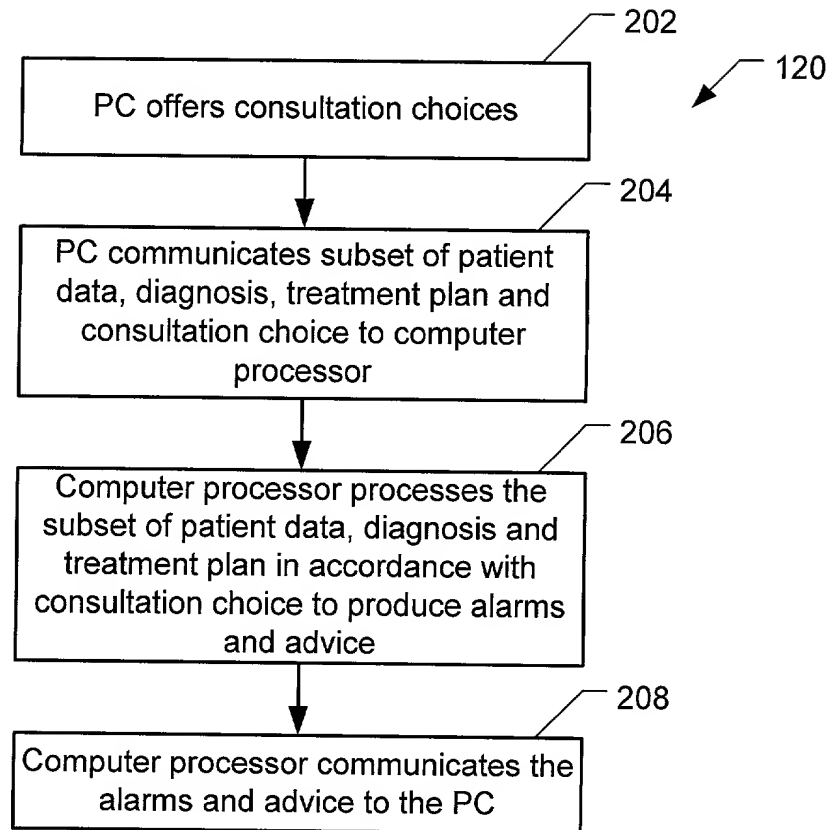 202
120
PC offers consultation choices
204
PC communicates subset of patient
data, diagnosis, treatment plan and
consultation choice to computer
processor
206
Computer processor processes the
subset of patient data, diagnosis and
treatment plan in accordance with
consultation choice to produce alarms
and advice
208
Computer processor communicates the
alarms and advice to the PC